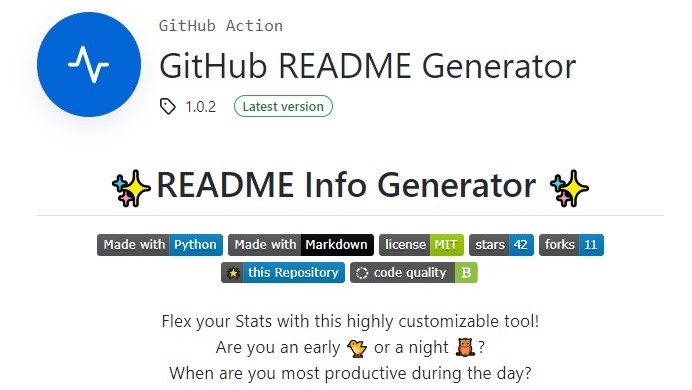 GitHub Action
GitHub README Generator
1.0.2 Latest version
✨README Info Generator ✨
Made with Python Made with Markdown license MIT stars 42 forks 11
🌟 this Repository code quality B
Flex your Stats with this highly customizable tool!
Are you an early 🐤 or a night 🦉?
When are you most productive during the day?